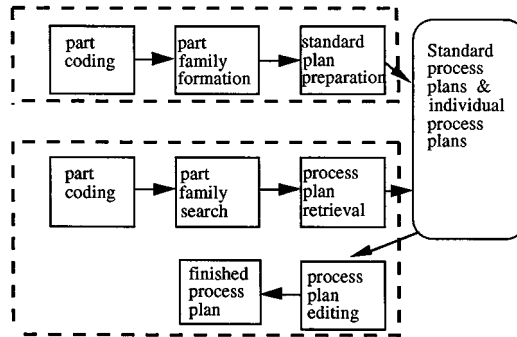 part
coding
part
family
formation
standard
plan
preparation
Standard
process
plans &
individual
process
plans
part
coding
part
family
search
process
plan
retrieval
finished
process
plan
process
plan
editing